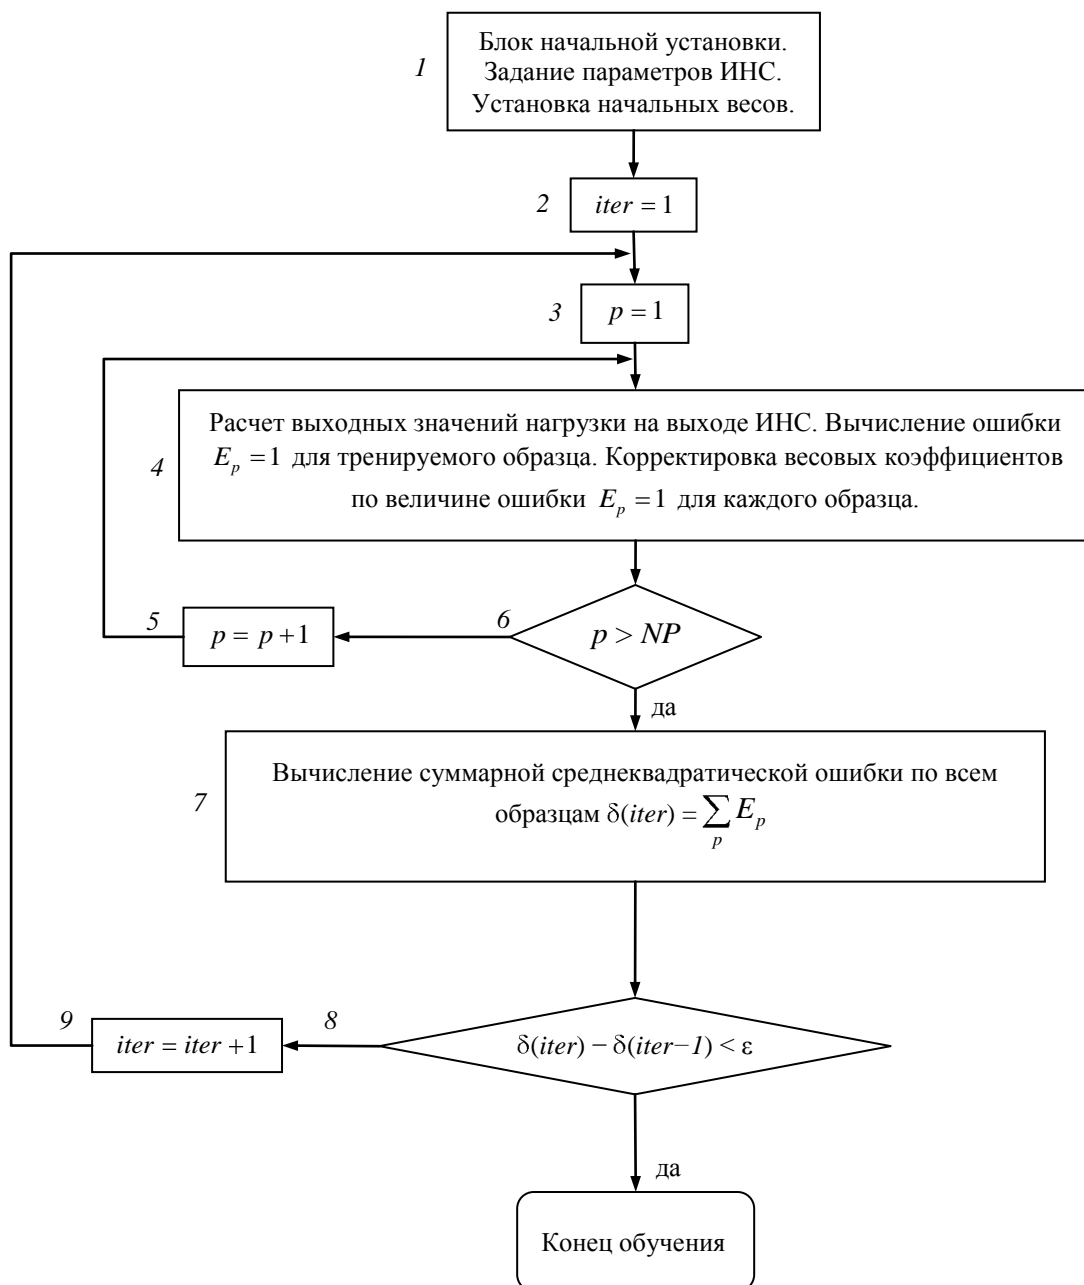 1
Блок начальной установки.
Задание параметров ИНС.
Установка начальных весов.
2
iter = 1
3
p = 1
4
Расчет выходных значений нагрузки на выходе ИНС. Вычисление ошибки
E_p = 1 для тренируемого образца. Корректировка весовых коэффициентов
по величине ошибки E_p = 1 для каждого образца.
5
p = p + 1
6
p > NP
да
7
Вычисление суммарной среднеквадратической ошибки по всем
образцам δ(iter) = ∑_p E_p
9
iter = iter + 1
8
δ(iter) − δ(iter−1) < ε
да
Конец обучения